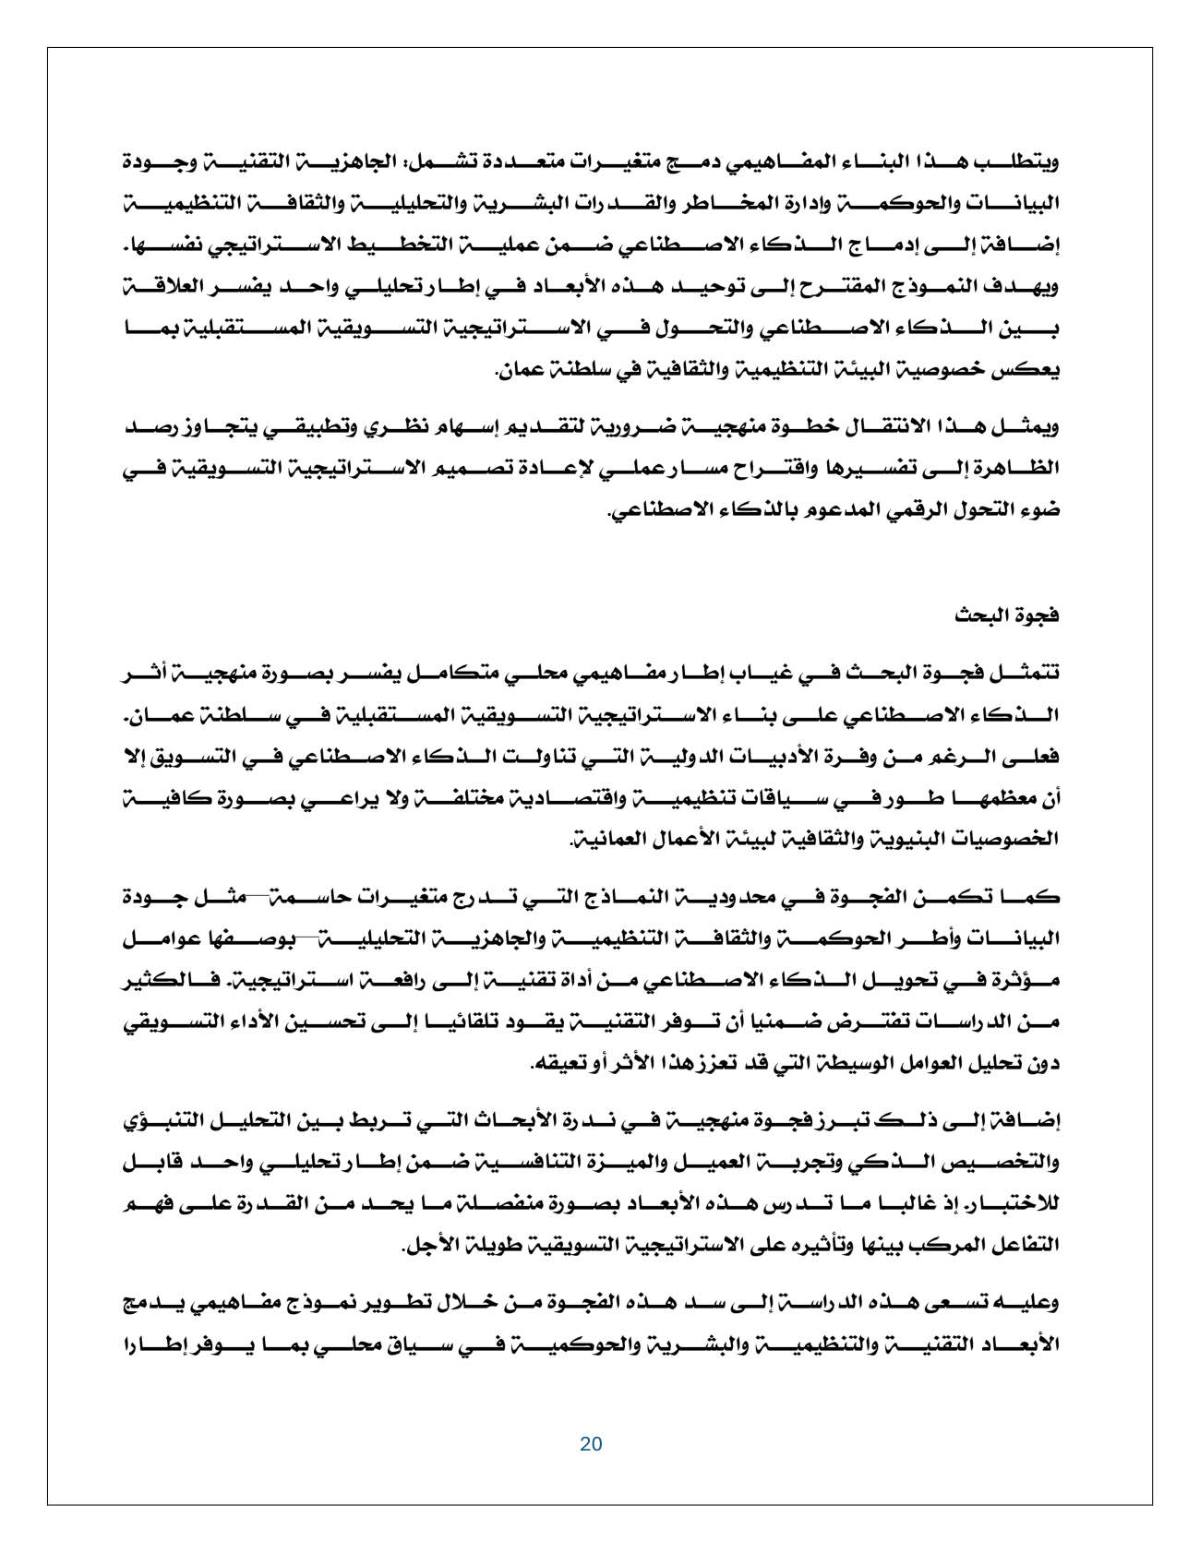 ويتطلب هذا البناء المفاهيمي دمج متغيرات متعددة تشمل: الجاهزية التقنية وجودة
البيانات والحوكمة وإدارة المخاطر والقدرات البشرية والتحليلية والثقافة التنظيمية
إضافة إلى إدماج الذكاء الاصطناعي ضمن عملية التخطيط الاستراتيجي نفسها.
ويهدف النموذج المقترح إلى توحيد هذه الأبعاد في إطار تحليلي واحد يفسر العلاقة
بين الذكاء الاصطناعي والتحول في الاستراتيجية التسويقية المستقبلية بما
يعكس خصوصية البيئة التنظيمية والثقافية في سلطنة عمان.
ويمثل هذا الانتقال خطوة منهجية ضرورية لتقديم إسهام نظري وتطبيقي يتجاوز رصد
الظاهرة إلى تفسيرها واقتراح مسار عملي لإعادة تصميم الاستراتيجية التسويقية في
ضوء التحول الرقمي المدعوم بالذكاء الاصطناعي.
فجوة البحث
تتمثل فجوة البحث في غياب إطار مفاهيمي محلي متكامل يفسر بصورة منهجية أثر
الذكاء الاصطناعي على بناء الاستراتيجية التسويقية المستقبلية في سلطنة عمان.
فعلى الرغم من وفرة الأدبيات الدولية التي تناولت الذكاء الاصطناعي في التسويق إلا
أن معظمها طور في سياقات تنظيمية واقتصادية مختلفة ولا يراعي بصورة كافية
الخصوصيات البنيوية والثقافية لبيئة الأعمال العمانية.
كما تكمن الفجوة في محدودية النماذج التي تدرج متغيرات حاسمة—مثل جودة
البيانات وأطر الحوكمة والثقافة التنظيمية والجاهزية التحليلية—بوصفها عوامل
مؤثرة في تحويل الذكاء الاصطناعي من أداة تقنية إلى رافعة استراتيجية. فالكثير
من الدراسات تفترض ضمنيا أن توفر التقنية يقود تلقائيا إلى تحسين الأداء التسويقي
دون تحليل العوامل الوسيطة التي قد تعزز هذا الأثر أو تعيقه.
إضافة إلى ذلك تبرز فجوة منهجية في ندرة الأبحاث التي تربط بين التحليل التنبؤي
والتخصيص الذكي وتجربة العميل والميزة التنافسية ضمن إطار تحليلي واحد قابل
للاختبار. إذ غالبا ما تدرس هذه الأبعاد بصورة منفصلة ما يحد من القدرة على فهم
التفاعل المركب بينها وتأثيره على الاستراتيجية التسويقية طويلة الأجل.
وعليه تسعى هذه الدراسة إلى سد هذه الفجوة من خلال تطوير نموذج مفاهيمي يدمج
الأبعاد التقنية والتنظيمية والبشرية والحوكمية في سياق محلي بما يوفر إطارا
20